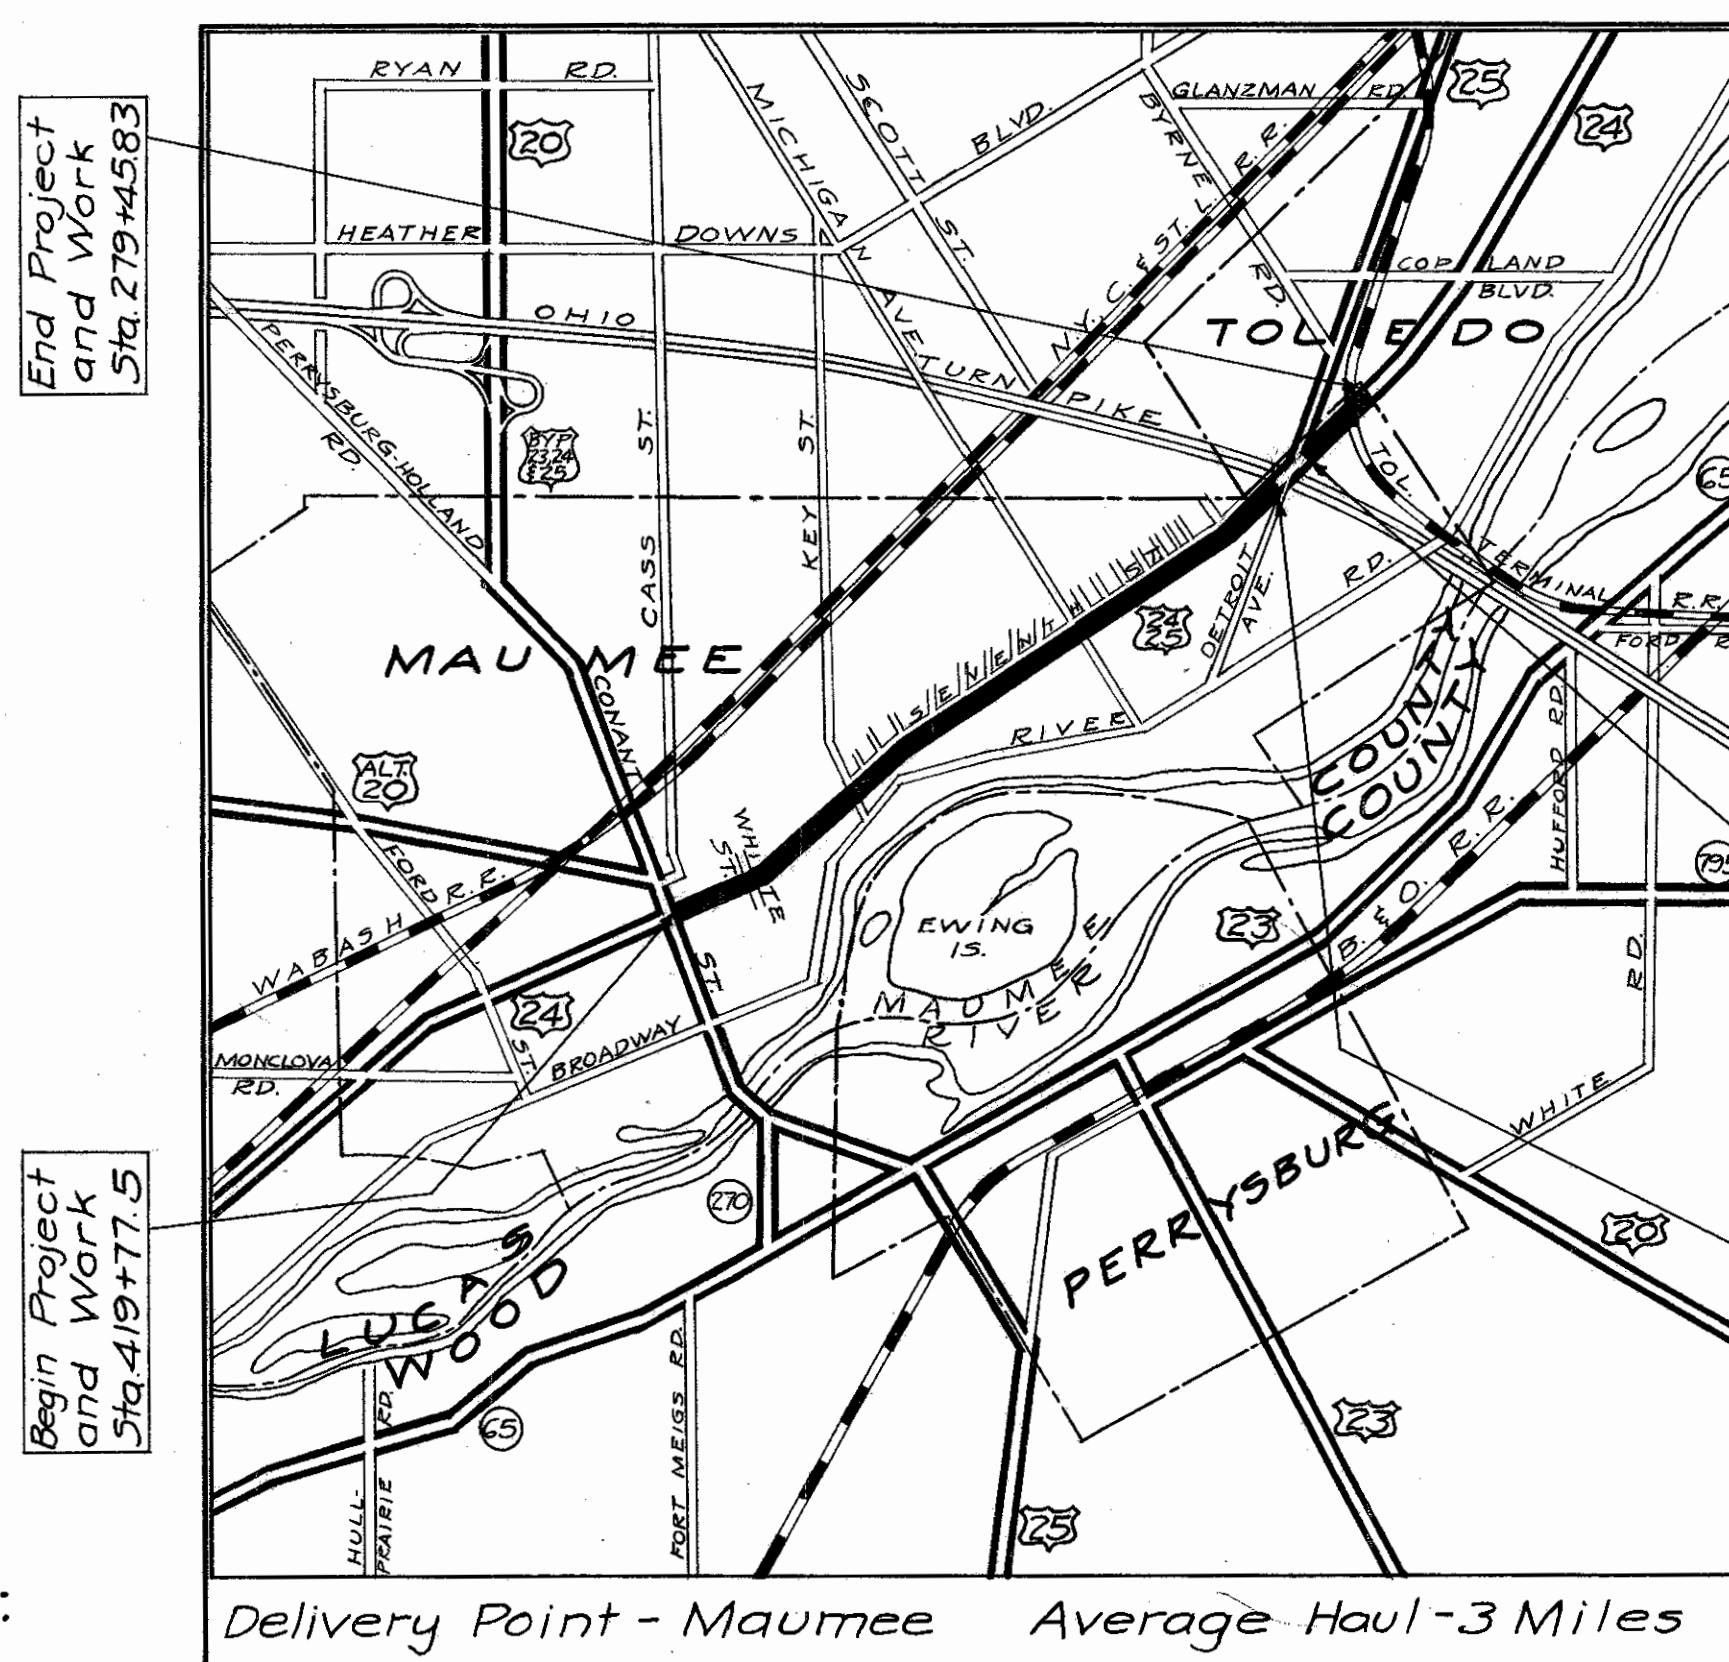 End Project
and Work
Sta. 279+45.83
Begin Project
and Work
Sta. 419+77.5
RYAN RD.
20
HEATHER DOWNS
BLVD.
MICHIGAN AVE.
SCOTT ST.
BYRNE RD.
GLANZMAN RD.
25
24
N.Y.C. & ST. L. R.R.
COPLAND
BLVD.
TOLEDO
OHIO TURNPIKE
PERRYSBURG-HOLLAND
RD.
BYP
23,24
& 25
CASS ST.
KEY ST.
TOL. TERMINAL R.R.
65
MAUMEE
CONANT ST.
SEVENTH ST.
24
25
DETROIT
AVE.
RD.
RIVER
FORD R
COUNTY
COUNTY
HUFFORD RD.
ALT.
20
FORD ST.
WABASH R.R.
WHITE
ST.
EWING
IS.
MAUMEE
RIVER
23
B. & O. R.R.
795
RD.
WHITE
24
MONCLOVA
RD.
BROADWAY
270
PERRYSBURG
20
LUCAS
WOOD
65
HULL-
PRAIRIE RD.
FORT MEIGS RD.
25
23
Delivery Point - Maumee Average Haul - 3 Miles